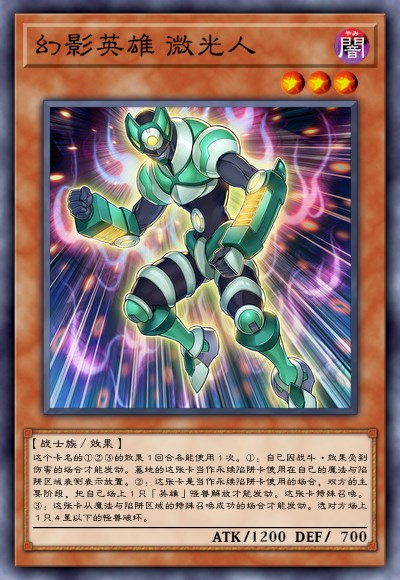 幻影英雄 微光人
やみ
闇
【战士族/效果】
这个卡名的①②③的效果1回合各能使用1次。①：自己因战斗·效果受到
伤害的场合才能发动。墓地的这张卡当作永续陷阱卡使用在自己的魔法与陷
阱区域表侧表示放置。②：这张卡是当作永续陷阱卡使用的场合，双方的主
要阶段，把自己场上1只「英雄」怪兽解放才能发动。这张卡特殊召唤。
③：这张卡从魔法与陷阱区域的特殊召唤成功的场合才能发动。选对方场上
1只4星以下的怪兽破坏。
ATK/1200 DEF/ 700